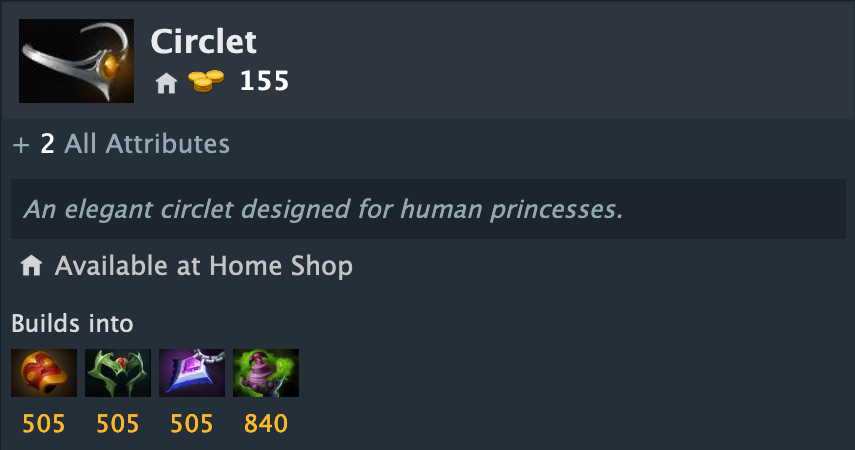 Circlet
155
+ 2 All Attributes
An elegant circlet designed for human princesses.
Available at Home Shop
Builds into
505 505 505 840